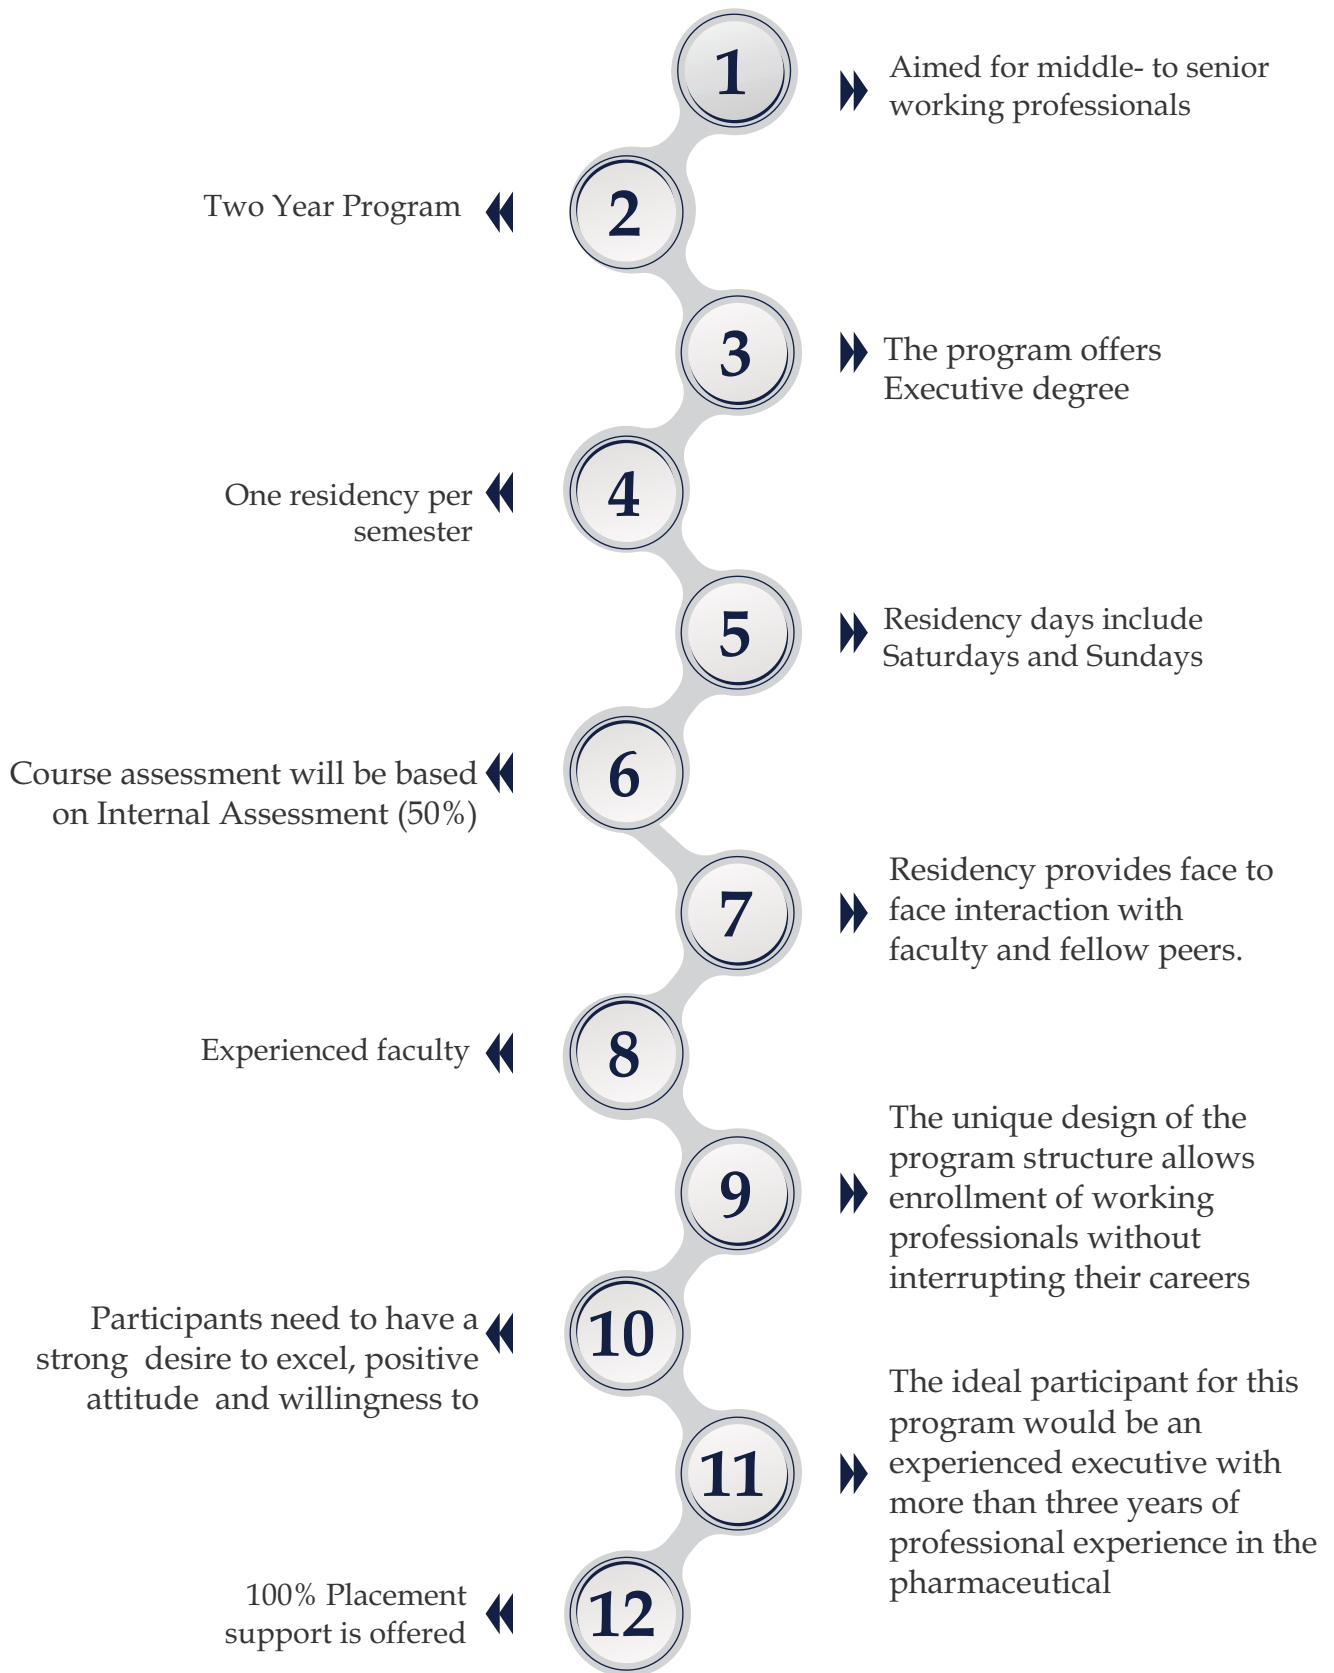 1
Aimed for middle- to senior
working professionals
2
Two Year Program
3
The program offers
Executive degree
4
One residency per
semester
5
Residency days include
Saturdays and Sundays
6
Course assessment will be based
on Internal Assessment (50%)
7
Residency provides face to
face interaction with
faculty and fellow peers.
8
Experienced faculty
9
The unique design of the
program structure allows
enrollment of working
professionals without
interrupting their careers
10
Participants need to have a
strong desire to excel, positive
attitude and willingness to
11
The ideal participant for this
program would be an
experienced executive with
more than three years of
professional experience in the
pharmaceutical
12
100% Placement
support is offered